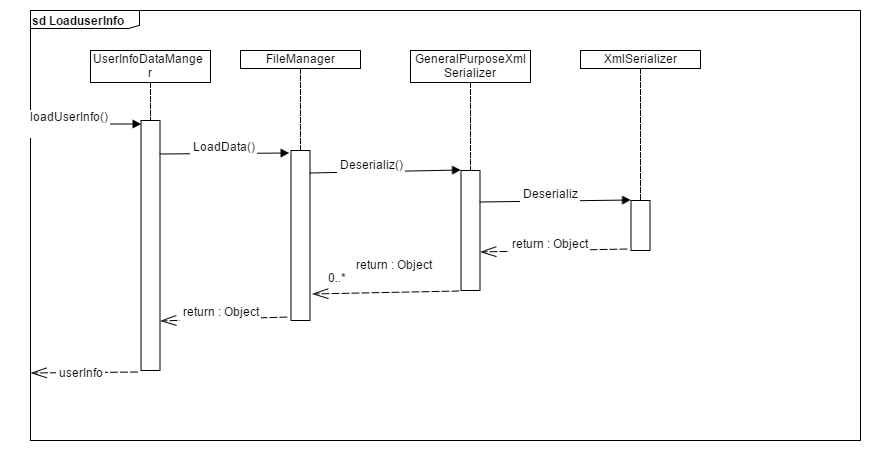 sd LoaduserInfo
UserInfoDataMange
r
FileManager
GeneralPurposeXml
Serializer
XmlSerializer
loadUserInfo()
LoadData()
Deserializ()
Deserializ
return : Object
return : Object
0..*
return : Object
userInfo